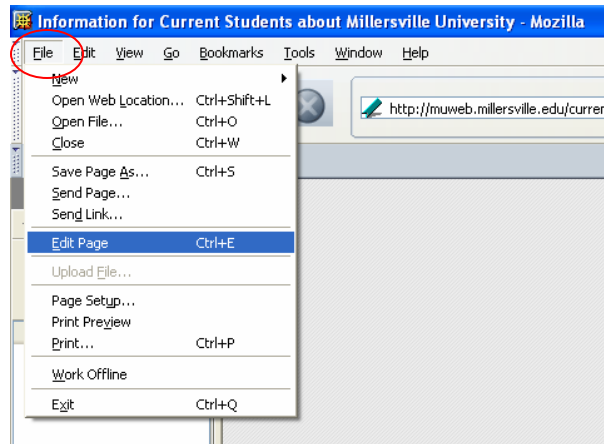 Information for Current Students about Millersville University - Mozilla
File Edit View Go Bookmarks Tools Window Help
http://muweb.millersville.edu/curre
New
Open Web Location... Ctrl+Shift+L
Open File... Ctrl+O
Close Ctrl+W
Save Page As... Ctrl+S
Send Page...
Send Link...
Edit Page Ctrl+E
Upload File...
Page Setup...
Print Preview
Print... Ctrl+P
Work Offline
Exit Ctrl+Q